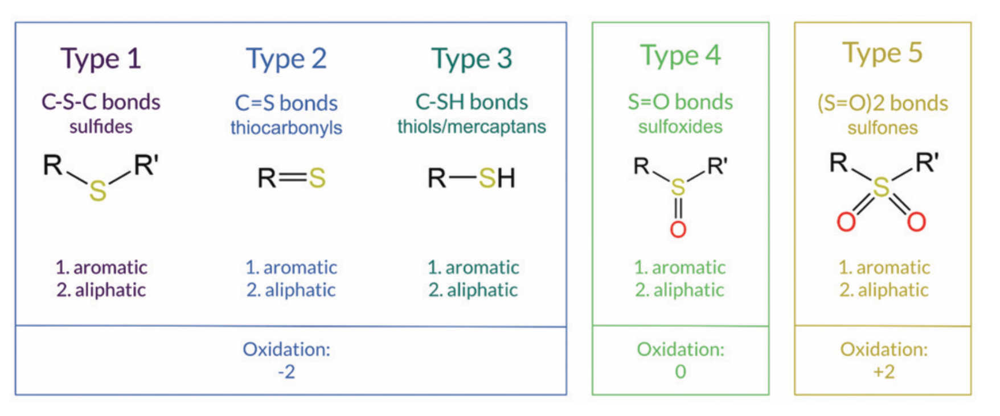 Type 1
C-S-C bonds
sulfides
R
R'
S
1. aromatic
2. aliphatic
Type 2
C=S bonds
thiocarbonyls
R=S
1. aromatic
2. aliphatic
Type 3
C-SH bonds
thiols/mercaptans
R—SH
1. aromatic
2. aliphatic
Oxidation:
-2
Type 4
S=O bonds
sulfoxides
R
R'
S
O
1. aromatic
2. aliphatic
Oxidation:
0
Type 5
(S=O)2 bonds
sulfones
R
R'
S
O
O
1. aromatic
2. aliphatic
Oxidation:
+2